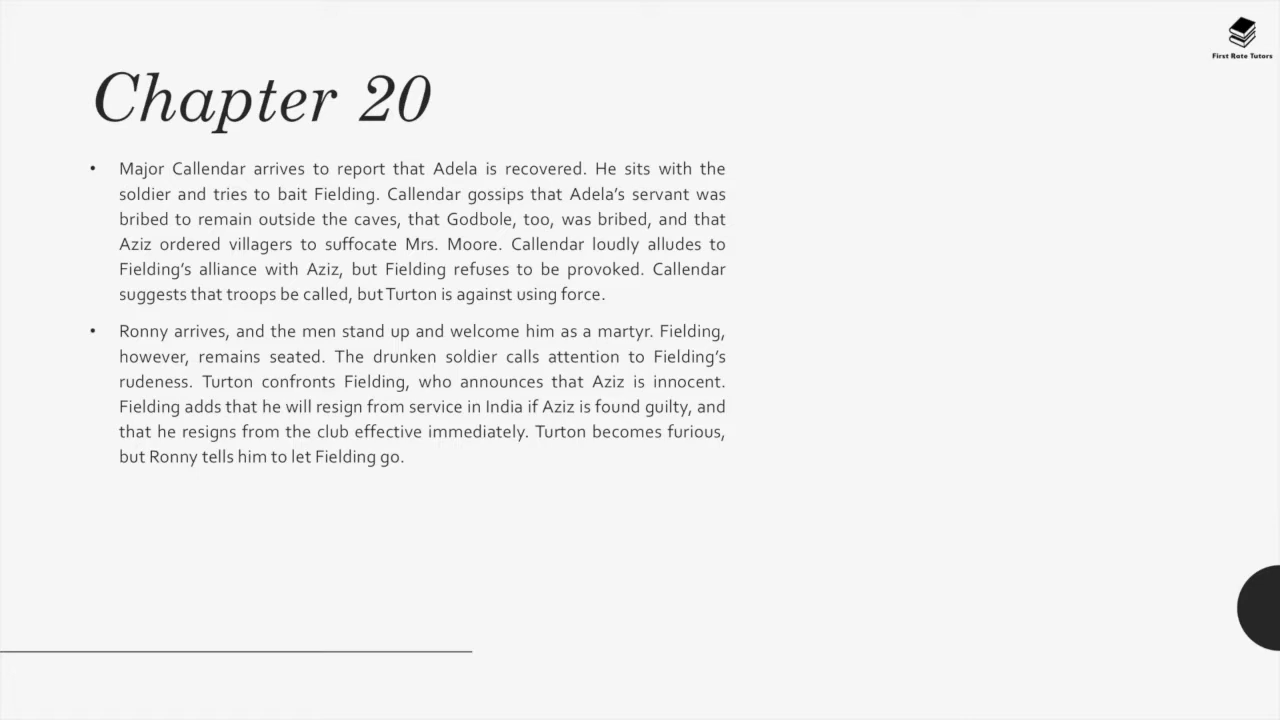 First Rate Tutors
Chapter 20
• Major Callendar arrives to report that Adela is recovered. He sits with the
soldier and tries to bait Fielding. Callendar gossips that Adela’s servant was
bribed to remain outside the caves, that Godbole, too, was bribed, and that
Aziz ordered villagers to suffocate Mrs. Moore. Callendar loudly alludes to
Fielding’s alliance with Aziz, but Fielding refuses to be provoked. Callendar
suggests that troops be called, but Turton is against using force.
• Ronny arrives, and the men stand up and welcome him as a martyr. Fielding,
however, remains seated. The drunken soldier calls attention to Fielding’s
rudeness. Turton confronts Fielding, who announces that Aziz is innocent.
Fielding adds that he will resign from service in India if Aziz is found guilty, and
that he resigns from the club effective immediately. Turton becomes furious,
but Ronny tells him to let Fielding go.